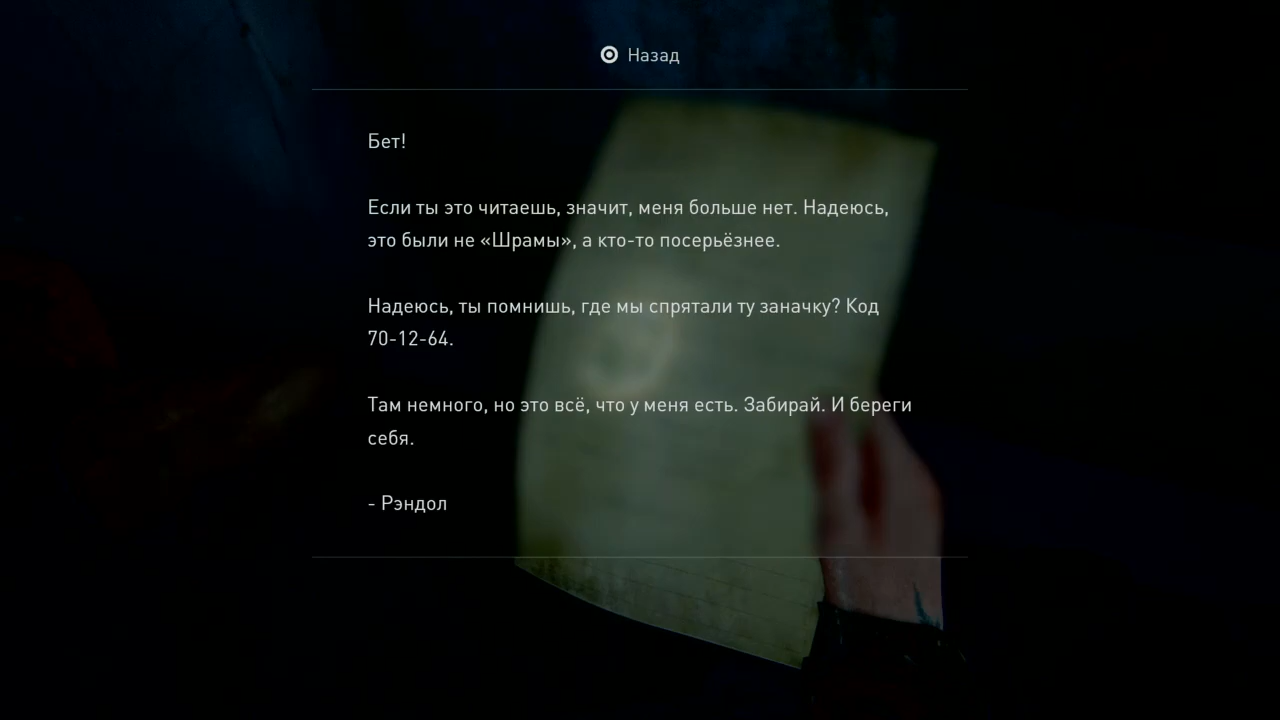 Назад
Бет!
Если ты это читаешь, значит, меня больше нет. Надеюсь,
это были не «Шрамы», а кто-то посерьёзнее.
Надеюсь, ты помнишь, где мы спрятали ту заначку? Код
70-12-64.
Там немного, но это всё, что у меня есть. Забирай. И береги
себя.
- Рэндол